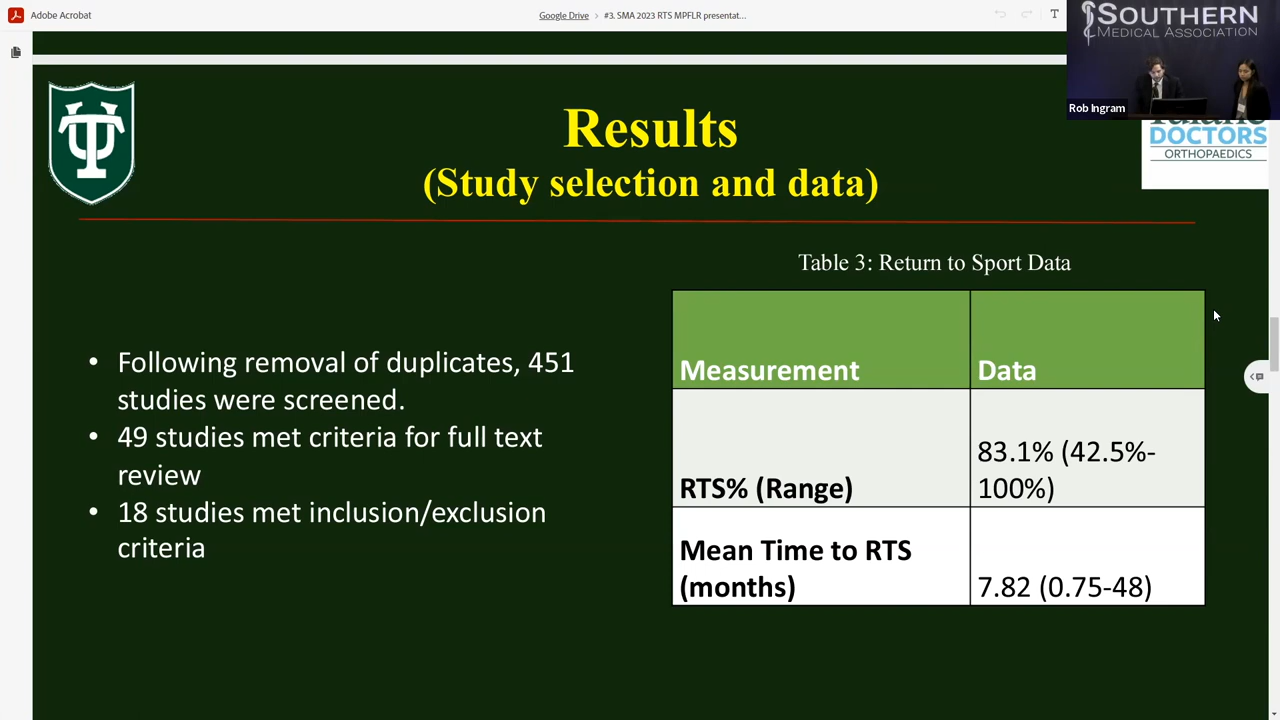 Adobe Acrobat
Google Drive › #3. SMA 2023 RTS MPFLR presentat...
T
SOUTHERN
MEDICAL ASSOCIATION
Rob Ingram
DOCTORS
ORTHOPAEDICS
Results
(Study selection and data)
• Following removal of duplicates, 451
studies were screened.
• 49 studies met criteria for full text
review
• 18 studies met inclusion/exclusion
criteria
Table 3: Return to Sport Data
Measurement Data
RTS% (Range) 83.1% (42.5%-
100%)
Mean Time to RTS
(months) 7.82 (0.75-48)